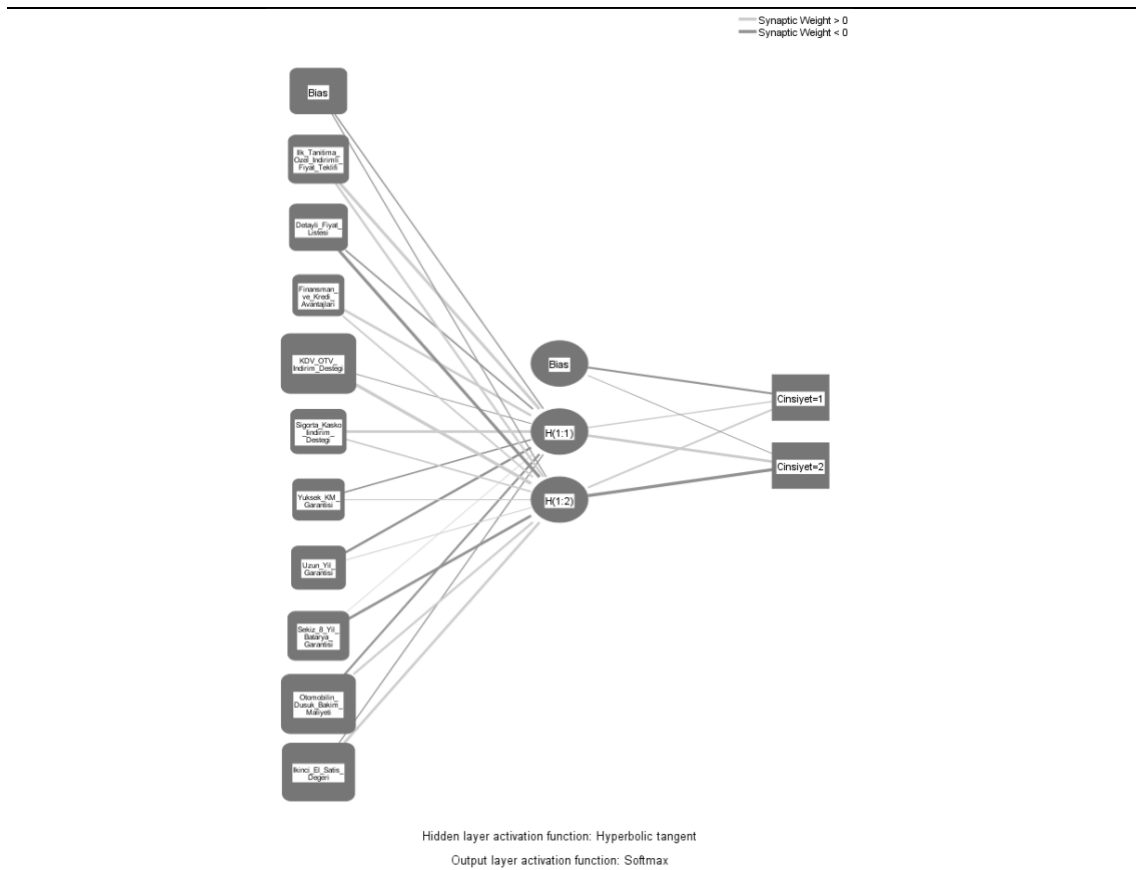 Synaptic Weight > 0
Synaptic Weight < 0
Bias
Ilk_Tanitima_
Ozel_Indirimli_
Fiyat_Teklifi
Detayli_Fiyat_
Listesi
Finansman_
ve_Kredi_
Avantajlari
KDV_OTV_
Indirim_Destegi
Sigorta_Kasko
_Indirim_
Destegi
Yuksek_KM_
Garantisi
Uzun_Yil_
Garantisi
Sekiz_8_Yil_
Batarya_
Garantisi
Otomobilin_
Dusuk_Bakim_
Maliyeti
Ikinci_El_Satis_
Degeri
Bias
H(1:1)
H(1:2)
Cinsiyet=1
Cinsiyet=2
Hidden layer activation function: Hyperbolic tangent
Output layer activation function: Softmax